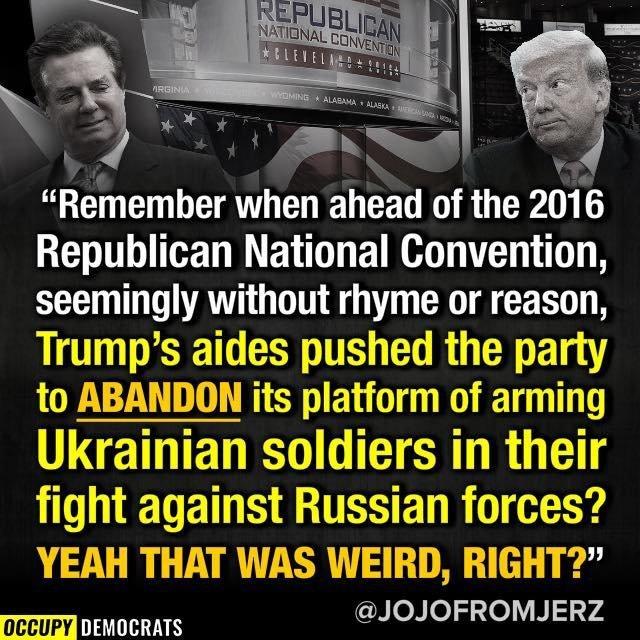 REPUBLICAN
NATIONAL CONVENTION
CLEVELA
WYOMING ★ ALABAMA ★ ALASKA ★
“Remember when ahead of the 2016
Republican National Convention,
seemingly without rhyme or reason,
Trump’s aides pushed the party
to ABANDON its platform of arming
Ukrainian soldiers in their
fight against Russian forces?
YEAH THAT WAS WEIRD, RIGHT?”
@JOJOFROMJERZ
OCCUPY DEMOCRATS